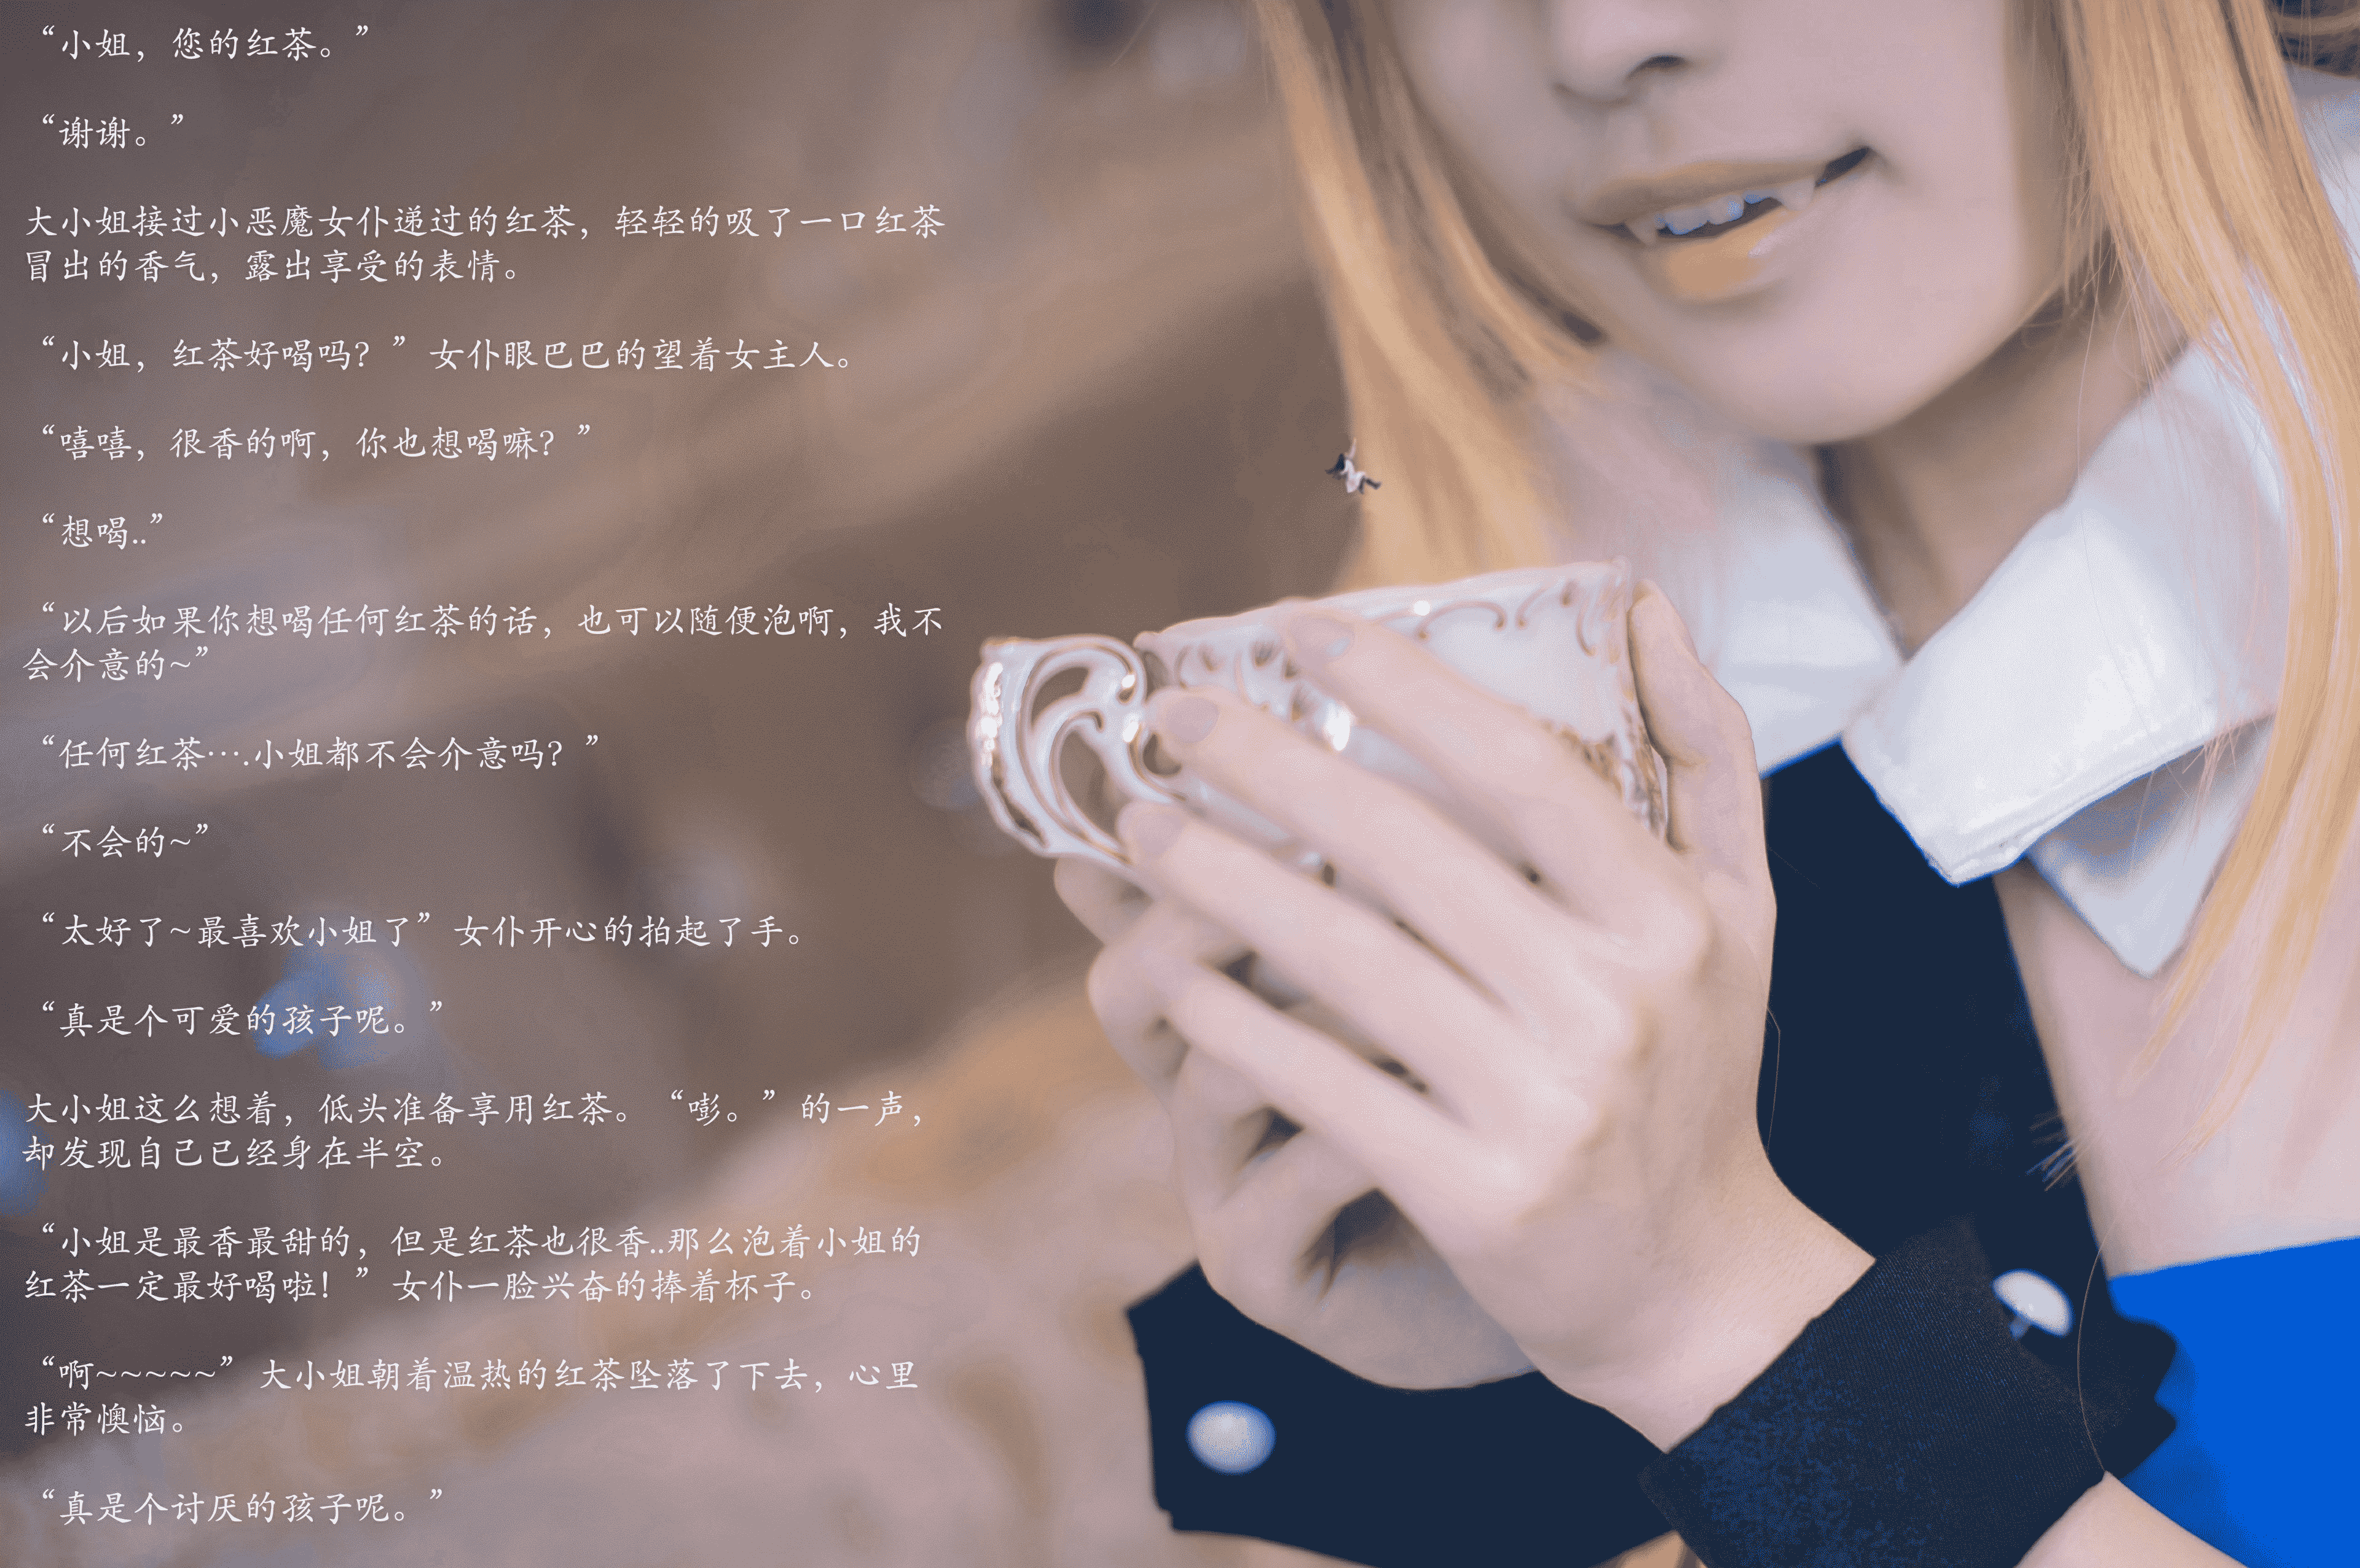 “小姐，您的红茶。”
“谢谢。”
大小姐接过小恶魔女仆递过的红茶，轻轻的吸了一口红茶
冒出的香气，露出享受的表情。
“小姐，红茶好喝吗？”女仆眼巴巴的望着女主人。
“嘻嘻，很香的啊，你也想喝嘛？”
“想喝..”
“以后如果你想喝任何红茶的话，也可以随便泡啊，我不
会介意的~”
“任何红茶….小姐都不会介意吗？”
“不会的~”
“太好了~最喜欢小姐了”女仆开心的拍起了手。
“真是个可爱的孩子呢。”
大小姐这么想着，低头准备享用红茶。“嘭。”的一声，
却发现自己已经身在半空。
“小姐是最香最甜的，但是红茶也很香..那么泡着小姐的
红茶一定最好喝啦！”女仆一脸兴奋的捧着杯子。
“啊~~~~~” 大小姐朝着温热的红茶坠落了下去，心里
非常懊恼。
“真是个讨厌的孩子呢。”